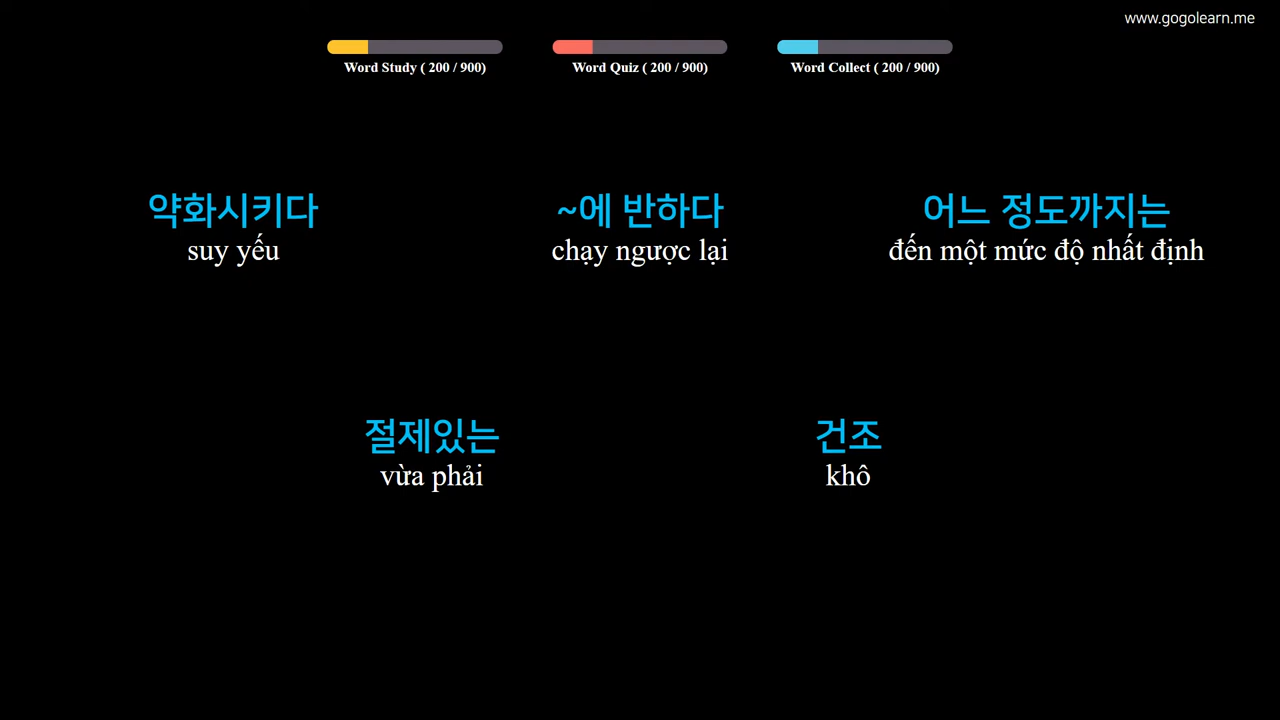 www.gogolearn.me
Word Study ( 200 / 900)
Word Quiz ( 200 / 900)
Word Collect ( 200 / 900)
약화시키다
suy yếu
~에 반하다
chạy ngược lại
어느 정도까지는
đến một mức độ nhất định
절제있는
vừa phải
건조
khô